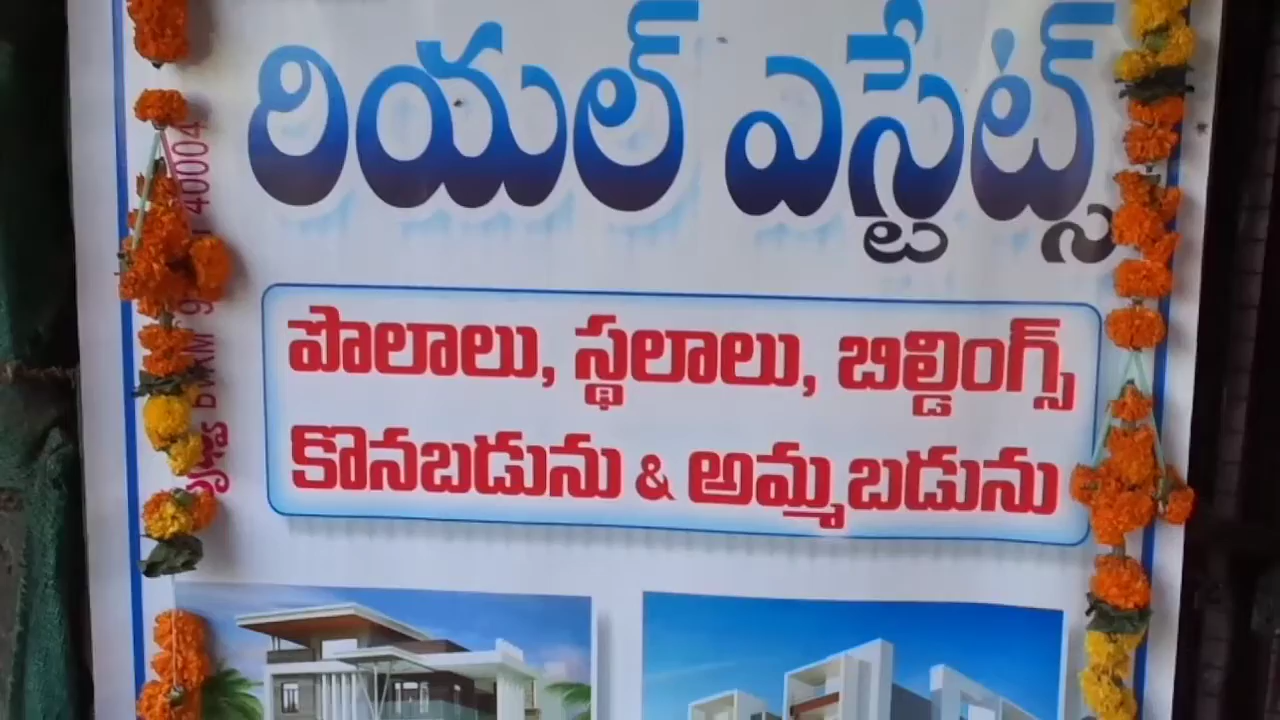 రియల్ ఎస్టేట్స్
పొలాలు, స్థలాలు, బిల్డింగ్స్
కొనబడును & అమ్మబడును